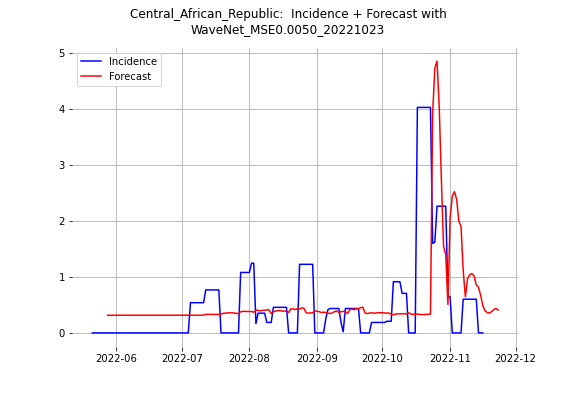 Central_African_Republic:  Incidence + Forecast with
WaveNet_MSE0.0050_20221023
Incidence
Forecast
5
4
3
2
1
0
2022-06 2022-07 2022-08 2022-09 2022-10 2022-11 2022-12